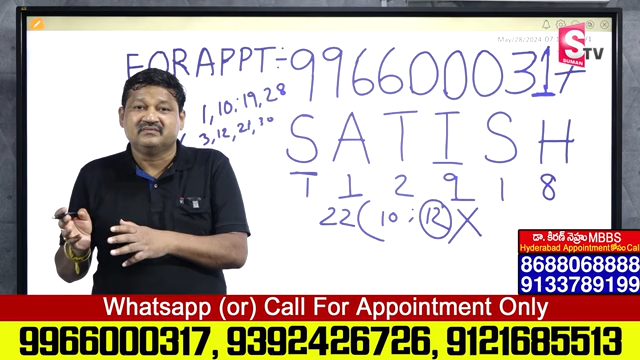 May/28/2024
FOR APPT:- 9966000317
S
TV
SUMAN
1, 10, 19, 28
3, 12, 21, 30
SATISH
1 1 2 9 1 8
22 ( 10 ; 12 X
డా. కిరణ్ నెహ్రు MBBS
Hyderabad Appointment కోసం Call
8688068888
9133789199
Whatsapp (or) Call For Appointment Only
9966000317, 9392426726, 9121685513